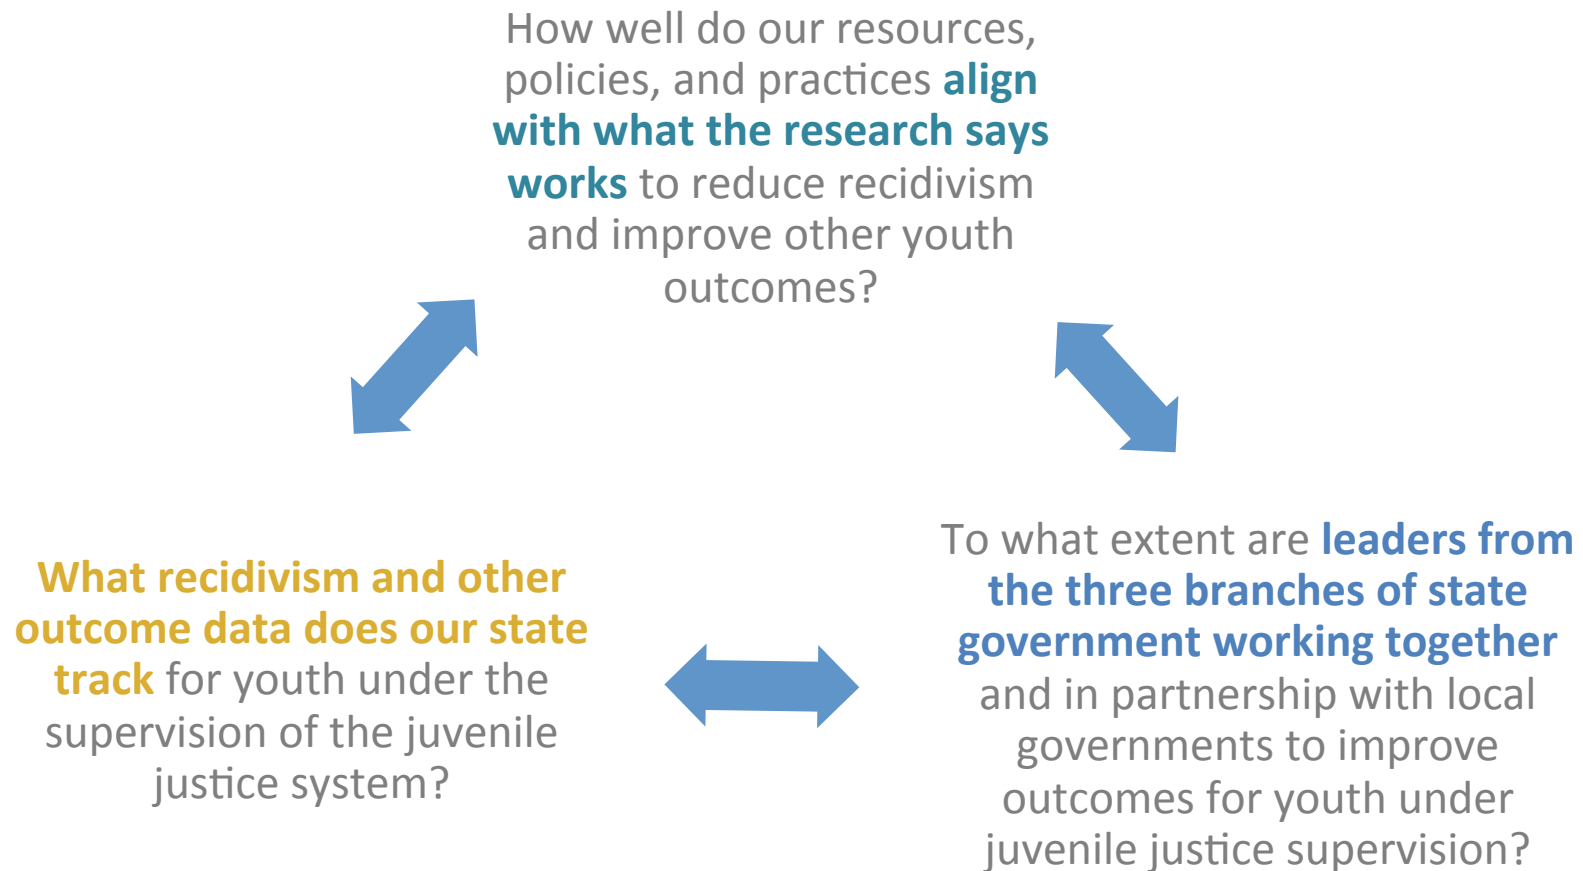 How well do our resources,
policies, and practices align
with what the research says
works to reduce recidivism
and improve other youth
outcomes?
What recidivism and other
outcome data does our state
track for youth under the
supervision of the juvenile
justice system?
To what extent are leaders from
the three branches of state
government working together
and in partnership with local
governments to improve
outcomes for youth under
juvenile justice supervision?